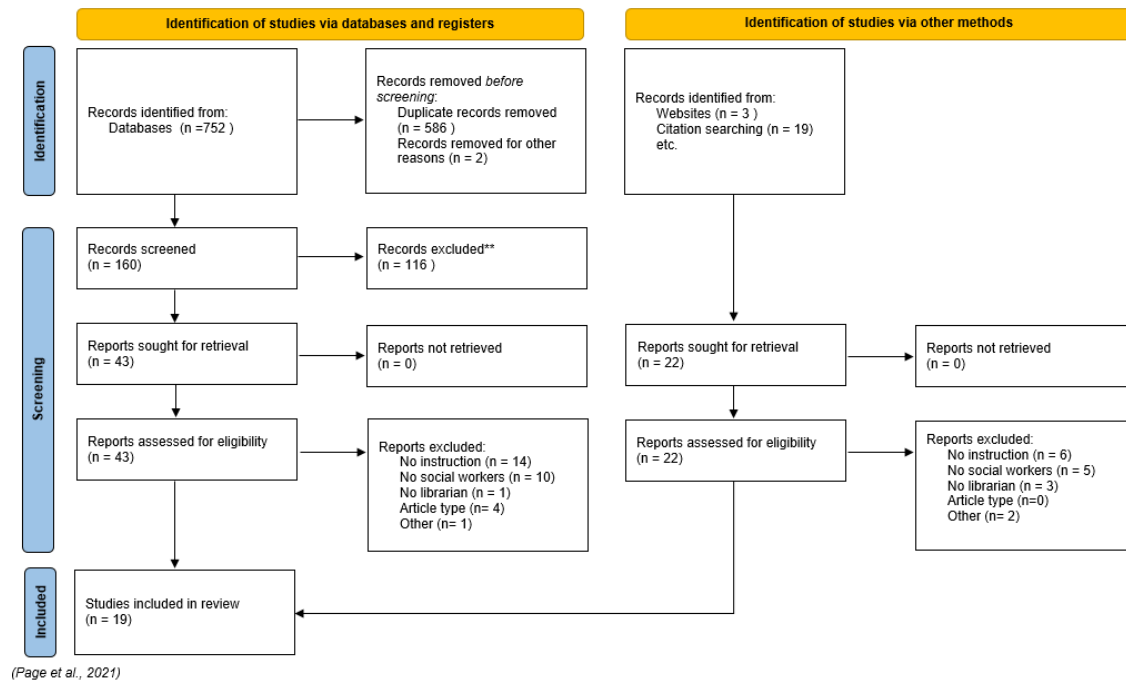 Identification of studies via databases and registers
Identification of studies via other methods
Identification
Records identified from:
Databases (n =752 )
Records removed before
screening:
Duplicate records removed
(n = 586 )
Records removed for other
reasons (n = 2)
Records identified from:
Websites (n = 3 )
Citation searching (n = 19)
etc.
Screening
Records screened
(n = 160)
Records excluded**
(n = 116 )
Reports sought for retrieval
(n = 43)
Reports not retrieved
(n = 0)
Reports sought for retrieval
(n = 22)
Reports not retrieved
(n = 0)
Reports assessed for eligibility
(n = 43)
Reports excluded:
No instruction (n = 14)
No social workers (n = 10)
No librarian (n = 1)
Article type (n= 4)
Other (n= 1)
Reports assessed for eligibility
(n = 22)
Reports excluded:
No instruction (n = 6)
No social workers (n = 5)
No librarian (n = 3)
Article type (n=0)
Other (n= 2)
Included
Studies included in review
(n = 19)
(Page et al., 2021)